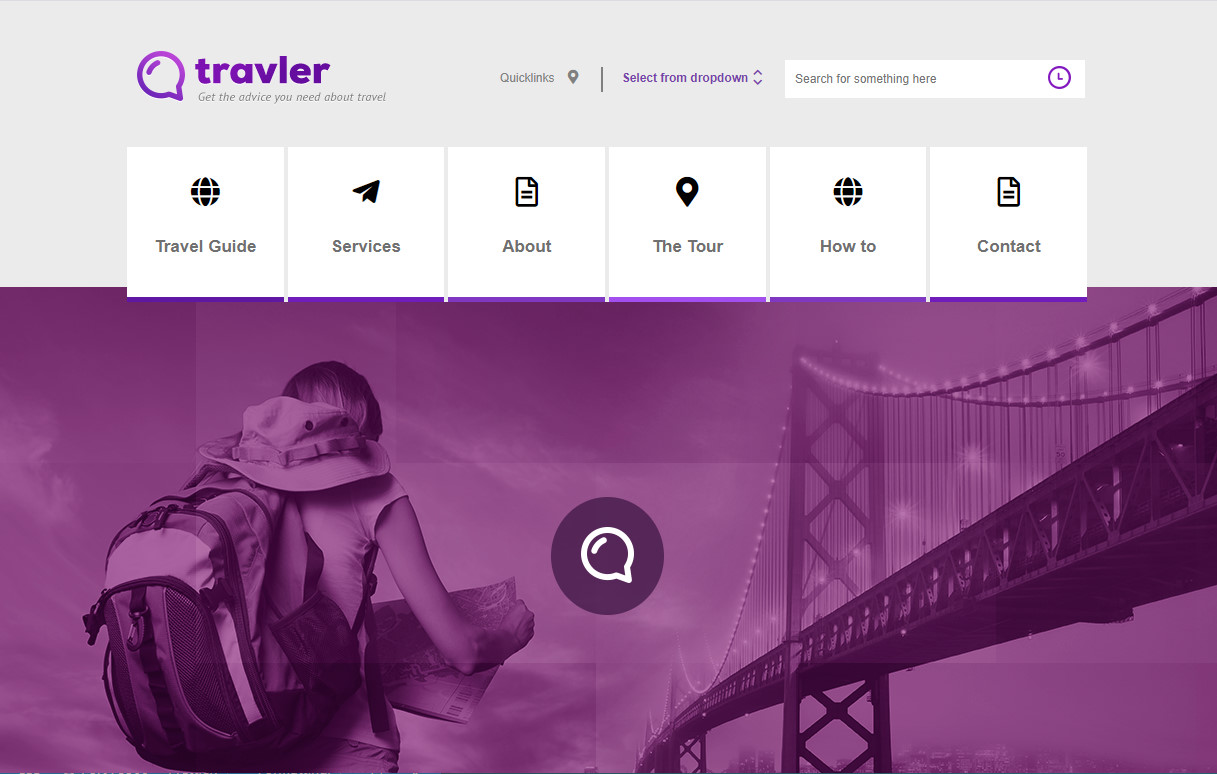 travler
Get the advice you need about travel
Quicklinks
Select from dropdown
Search for something here
Travel Guide
Services
About
The Tour
How to
Contact